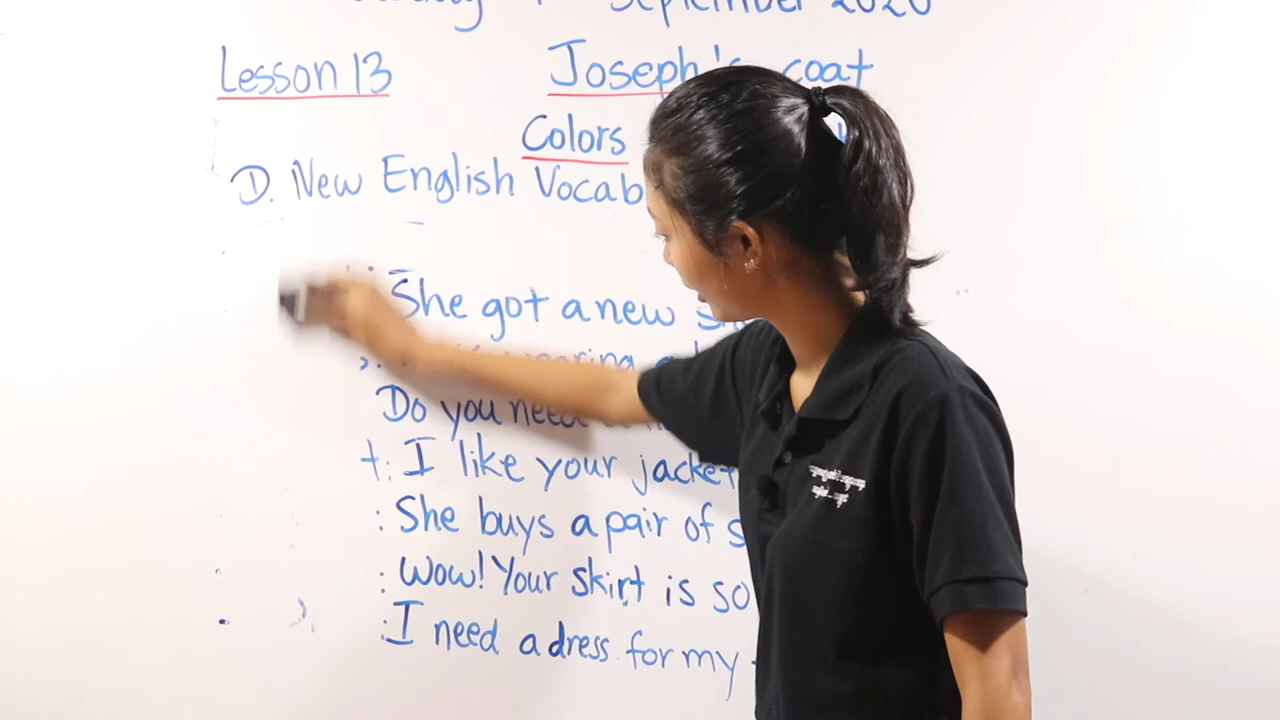 September 2020
Lesson 13 Joseph's coat
Colors
D. New English Vocab
She got a new
wearing a
Do you need
t: I like your jacket
: She buys a pair of s
: Wow! Your skirt is so
: I need a dress for my